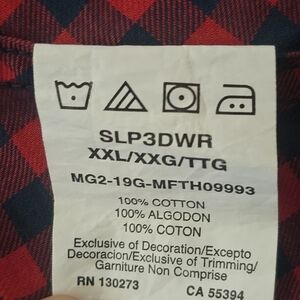 SLP3DWR
XXL/XXG/TTG
MG2-19G-MFTH09993
100% COTTON
100% ALGODON
100% COTON
Exclusive of Decoration/Excepto
Decoracion/Exclusive of Trimming/
Garniture Non Comprise
RN 130273 CA 55394